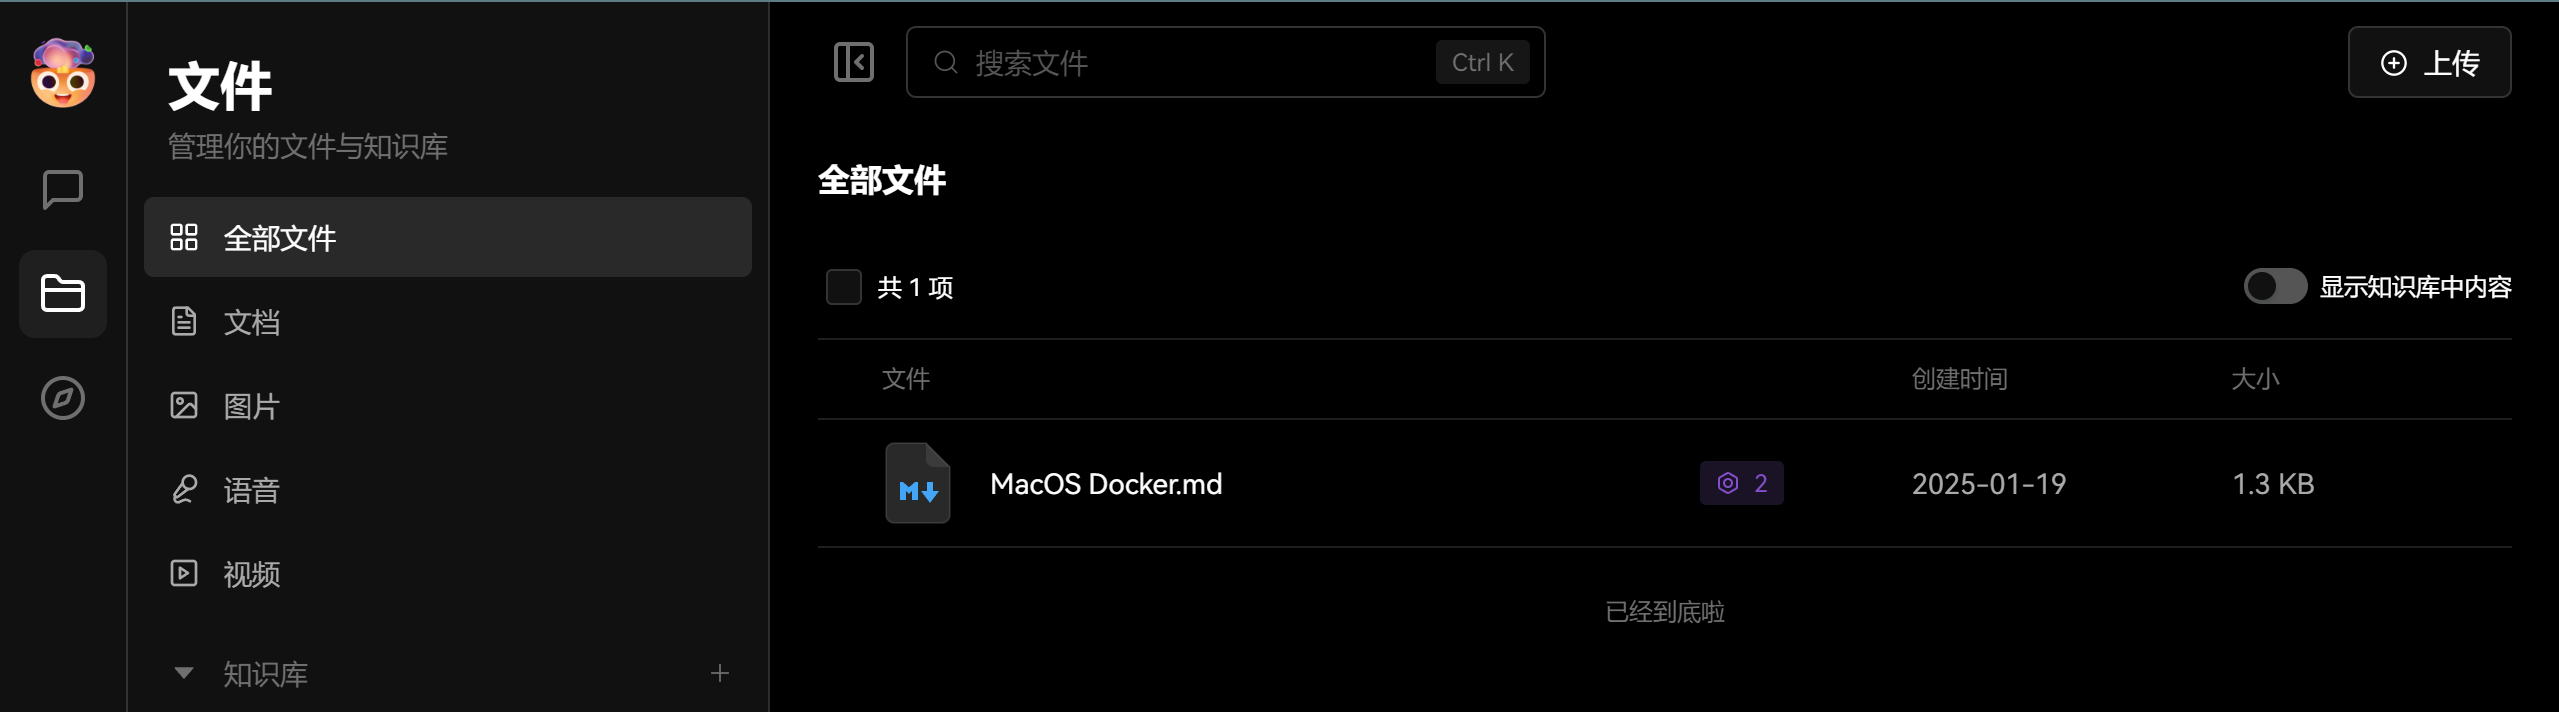 文件
管理你的文件与知识库
全部文件
文档
图片
语音
视频
知识库
搜索文件 Ctrl K
上传
全部文件
共 1 项
显示知识库中内容
文件 创建时间 大小
MacOS Docker.md 2 2025-01-19 1.3 KB
已经到底啦